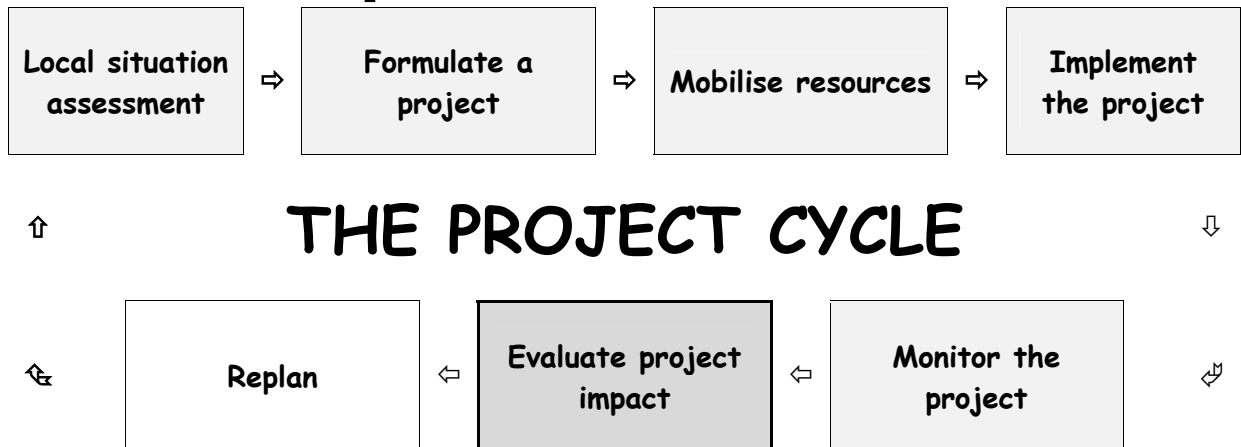 Local situation
assessment
Formulate a
project
Mobilise resources
Implement
the project
THE PROJECT CYCLE
Replan
Evaluate project
impact
Monitor the
project